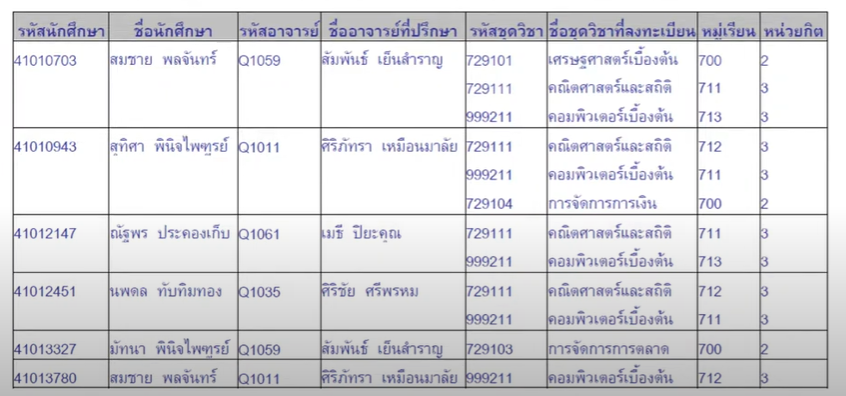 รหัสนักศึกษา ชื่อนักศึกษา รหัสอาจารย์ ชื่ออาจารย์ที่ปรึกษา รหัสชุดวิชา ชื่อชุดวิชาที่ลงทะเบียน หมู่เรียน หน่วยกิต
41010703 สมชาย พลจันทร์ Q1059 สัมพันธ์ เย็นสำราญ 729101 เศรษฐศาสตร์เบื้องต้น 700 2
729111 คณิตศาสตร์และสถิติ 711 3
999211 คอมพิวเตอร์เบื้องต้น 713 3
41010943 สุทิศา พินิจไพฑูรย์ Q1011 ศิริภัทรา เหมือนมาลัย 729111 คณิตศาสตร์และสถิติ 712 3
999211 คอมพิวเตอร์เบื้องต้น 711 3
729104 การจัดการการเงิน 700 2
41012147 ณัฐพร ประคองเก็บ Q1061 เมธี ปิยะคุณ 729111 คณิตศาสตร์และสถิติ 711 3
999211 คอมพิวเตอร์เบื้องต้น 713 3
41012451 นพดล ทับทิมทอง Q1035 ศิริชัย ศรีพรหม 729111 คณิตศาสตร์และสถิติ 712 3
999211 คอมพิวเตอร์เบื้องต้น 711 3
41013327 มัทนา พินิจไพฑูรย์ Q1059 สัมพันธ์ เย็นสำราญ 729103 การจัดการการตลาด 700 2
41013780 สมชาย พลจันทร์ Q1011 ศิริภัทรา เหมือนมาลัย 999211 คอมพิวเตอร์เบื้องต้น 712 3